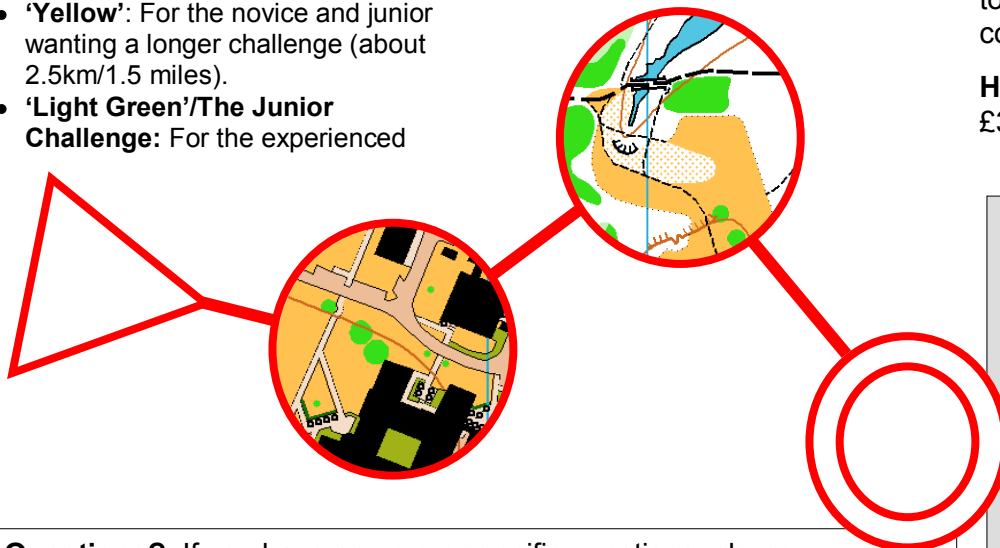 • ‘Yellow’: For the novice and junior
wanting a longer challenge (about
2.5km/1.5 miles).
• ‘Light Green’/The Junior
Challenge: For the experienced